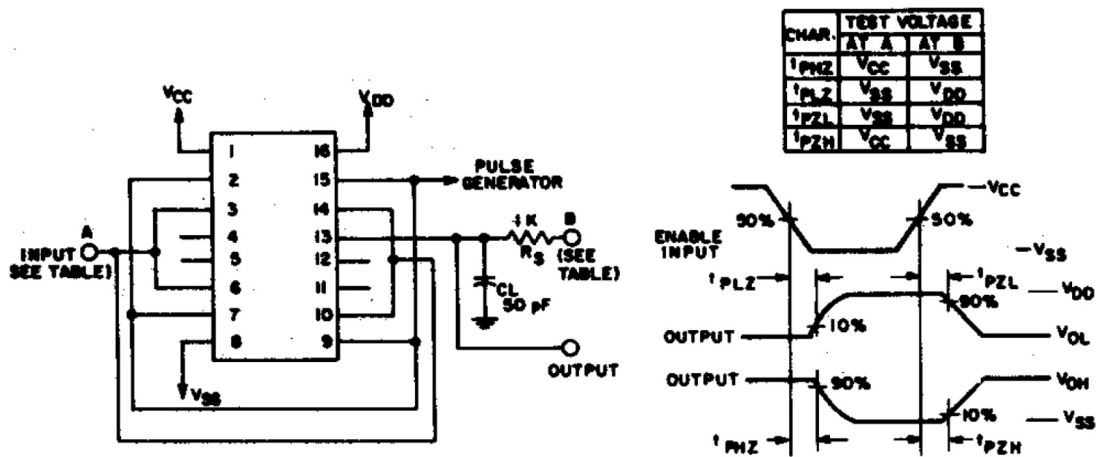 CHAR. TEST VOLTAGE
AT A AT B
tPHZ VCC VSS
tPLZ VSS VDD
tPZL VSS VDD
tPZH VCC VSS
VCC
VDD
1 16
2 15
3 14
4 13
5 12
6 11
7 10
8 9
PULSE
GENERATOR
A
INPUT
SEE TABLE)
1 K
RS
B
(SEE
TABLE)
CL
50 pF
OUTPUT
VSS
VCC
50% 50%
ENABLE
INPUT
VSS
tPLZ tPZL VDD
90%
10%
OUTPUT VOL
OUTPUT VOH
90%
10% VSS
tPHZ tPZH